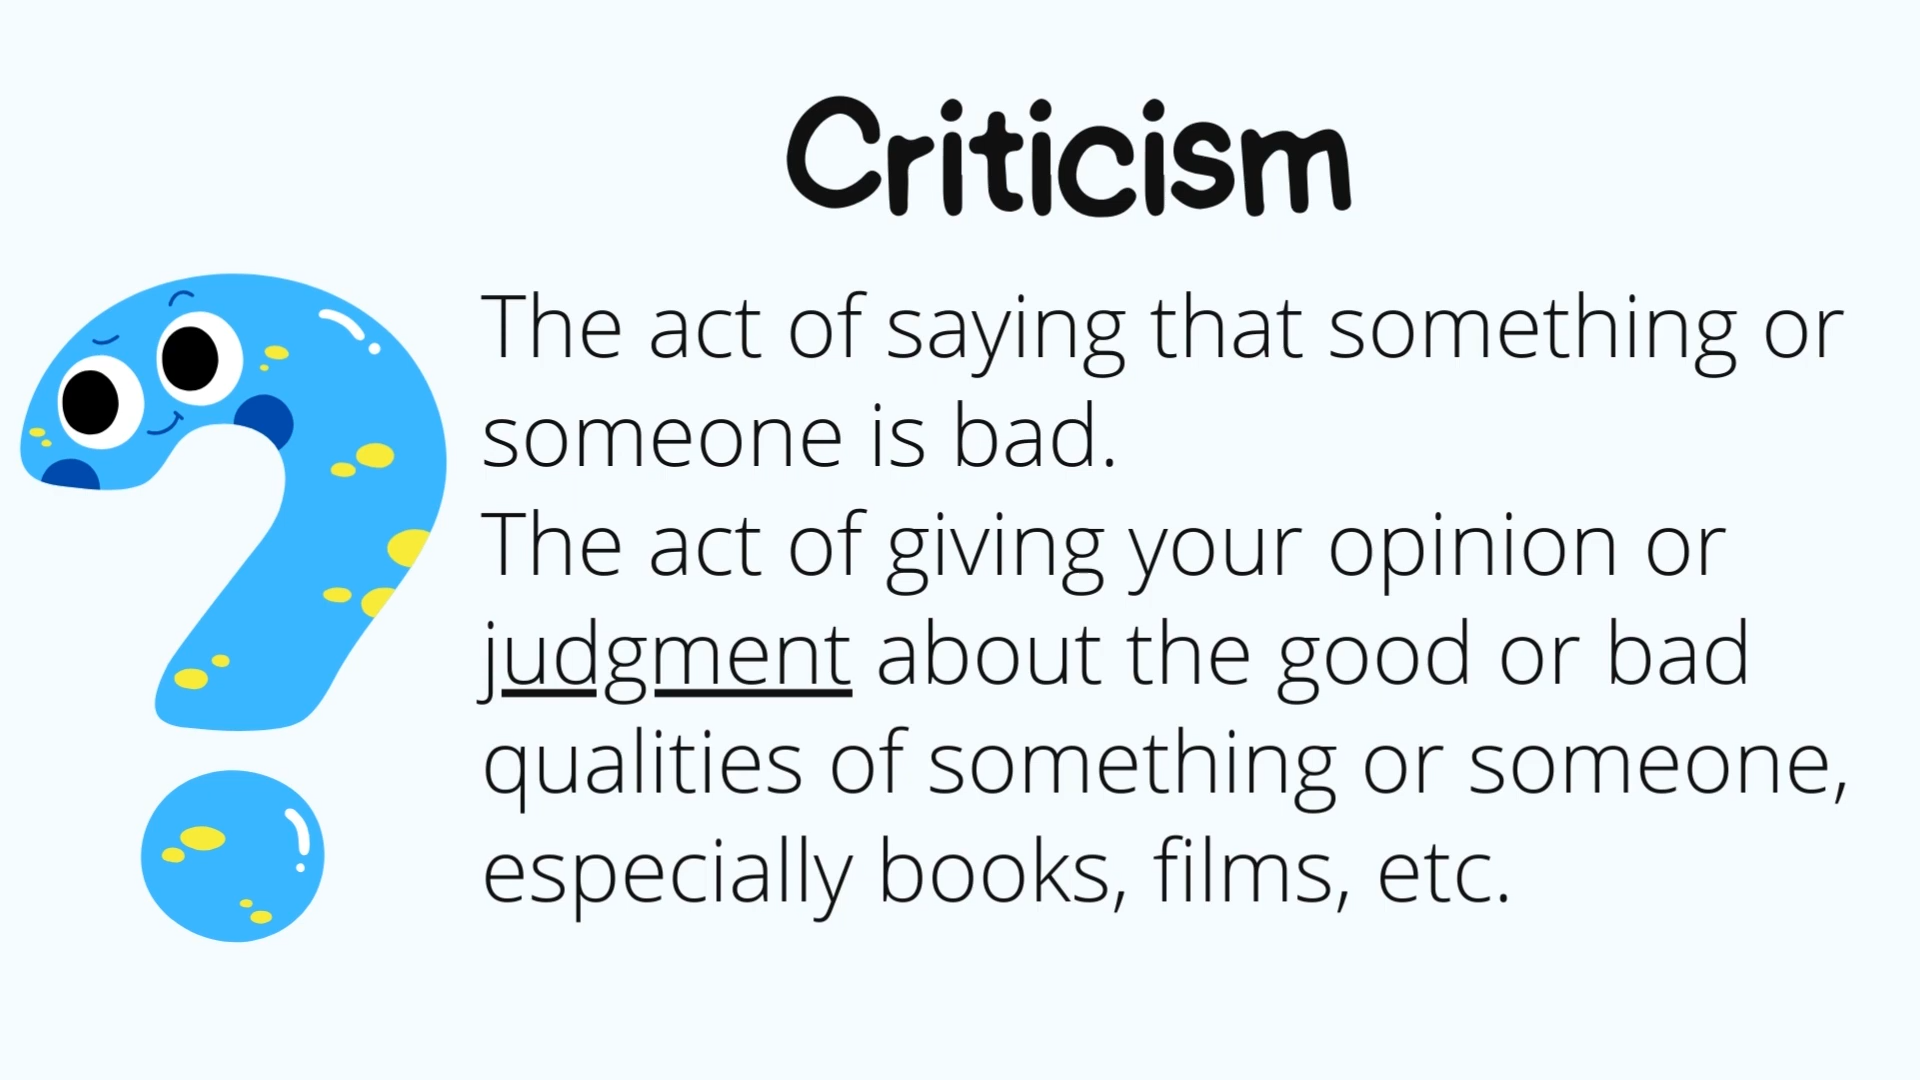 Criticism
The act of saying that something or
someone is bad.
The act of giving your opinion or
judgment about the good or bad
qualities of something or someone,
especially books, films, etc.